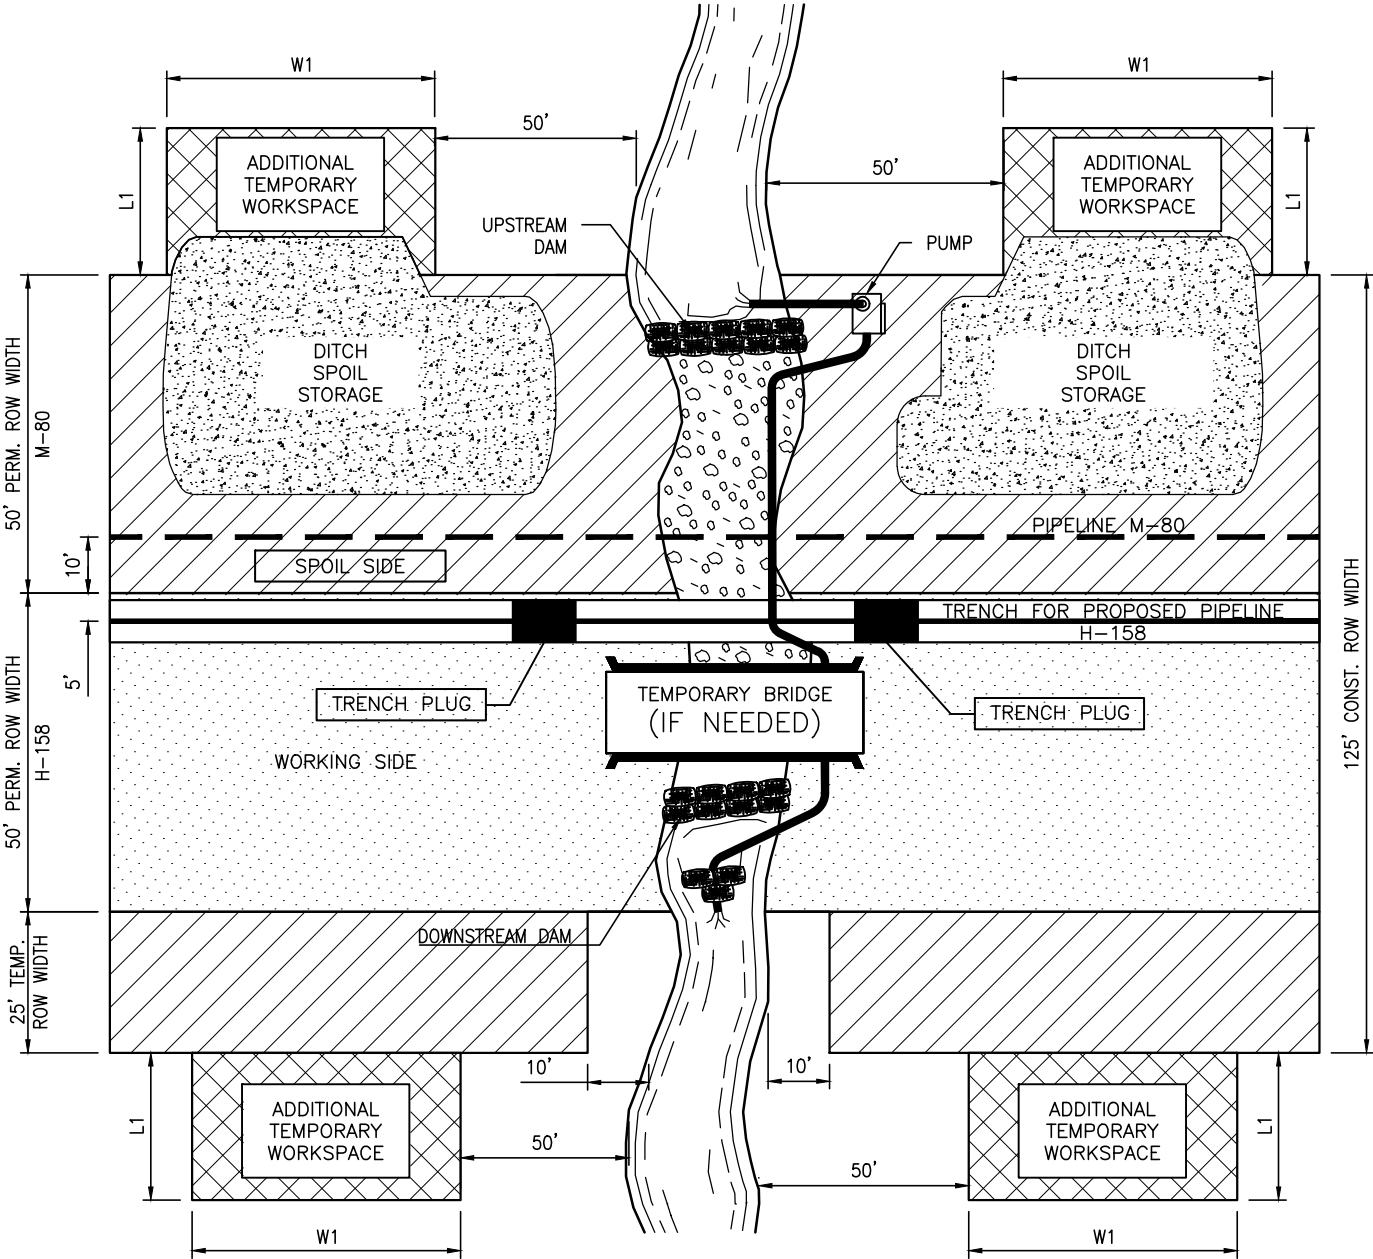 W1
W1
50'
50'
L1
ADDITIONAL
TEMPORARY
WORKSPACE
ADDITIONAL
TEMPORARY
WORKSPACE
L1
UPSTREAM
DAM
PUMP
DITCH
SPOIL
STORAGE
DITCH
SPOIL
STORAGE
50' PERM. ROW WIDTH
M-80
PIPELINE M-80
10'
SPOIL SIDE
TRENCH FOR PROPOSED PIPELINE
H-158
5'
50' PERM. ROW WIDTH
H-158
125' CONST. ROW WIDTH
TRENCH PLUG
TEMPORARY BRIDGE
(IF NEEDED)
TRENCH PLUG
WORKING SIDE
DOWNSTREAM DAM
25' TEMP.
ROW WIDTH
10'
10'
L1
ADDITIONAL
TEMPORARY
WORKSPACE
ADDITIONAL
TEMPORARY
WORKSPACE
L1
50'
50'
W1
W1